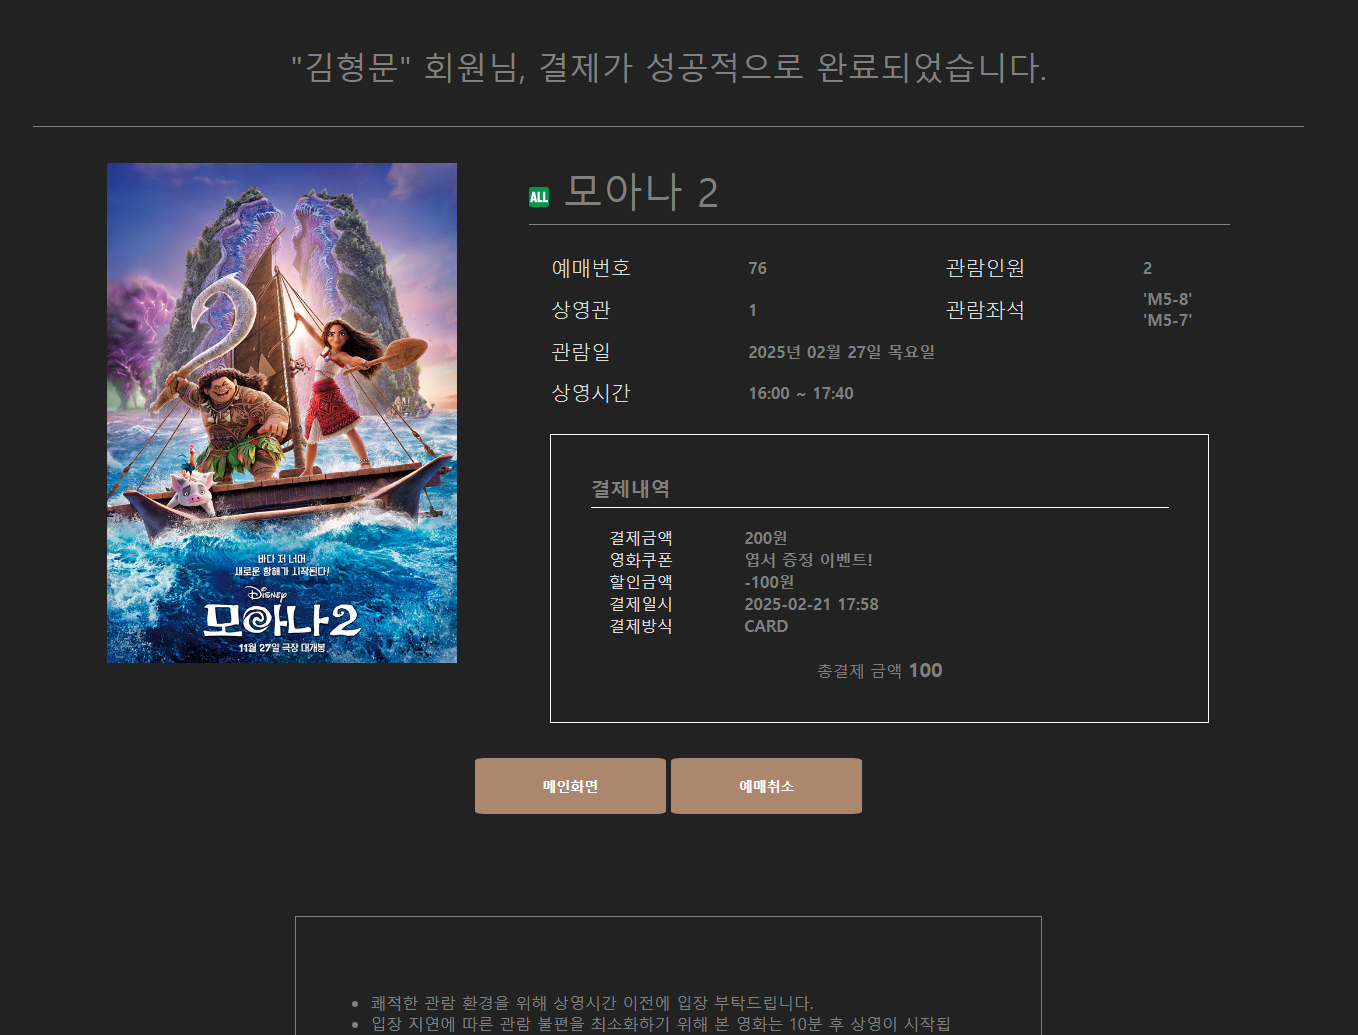 "김형문" 회원님, 결제가 성공적으로 완료되었습니다.
ALL 모아나 2
예매번호 76 관람인원 2
상영관 1 관람좌석 'M5-8'
'M5-7'
관람일 2025년 02월 27일 목요일
상영시간 16:00 ~ 17:40
바다 저 너머
새로운 항해가 시작된다!
Disney
모아나2
11월 27일 극장 대개봉
결제내역
결제금액 200원
영화쿠폰 엽서 증정 이벤트!
할인금액 -100원
결제일시 2025-02-21 17:58
결제방식 CARD
총결제 금액 100
메인화면 예매취소
쾌적한 관람 환경을 위해 상영시간 이전에 입장 부탁드립니다.
입장 지연에 따른 관람 불편을 최소화하기 위해 본 영화는 10분 후 상영이 시작됩